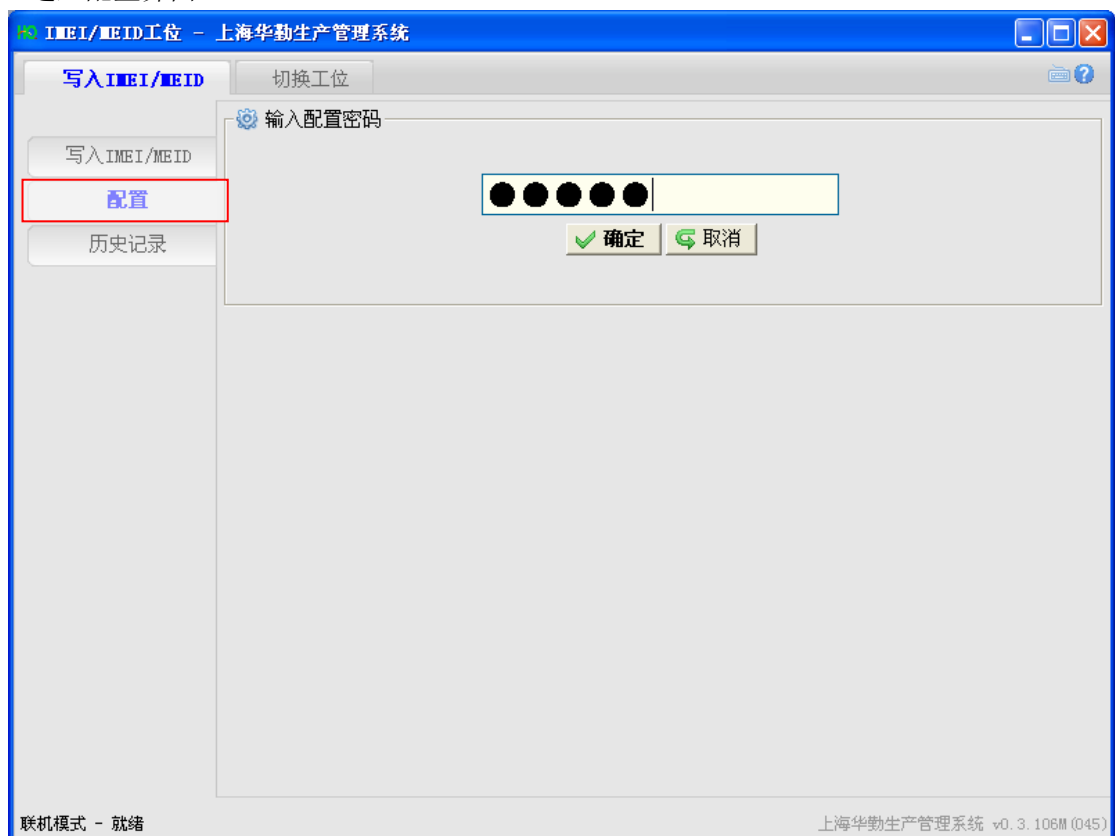 HQ IMEI/MEID工位 - 上海华勤生产管理系统
写入IMEI/MEID 切换工位
输入配置密码
写入IMEI/MEID
配置
确定 取消
历史记录
联机模式 - 就绪 上海华勤生产管理系统 v0.3.106M(045)